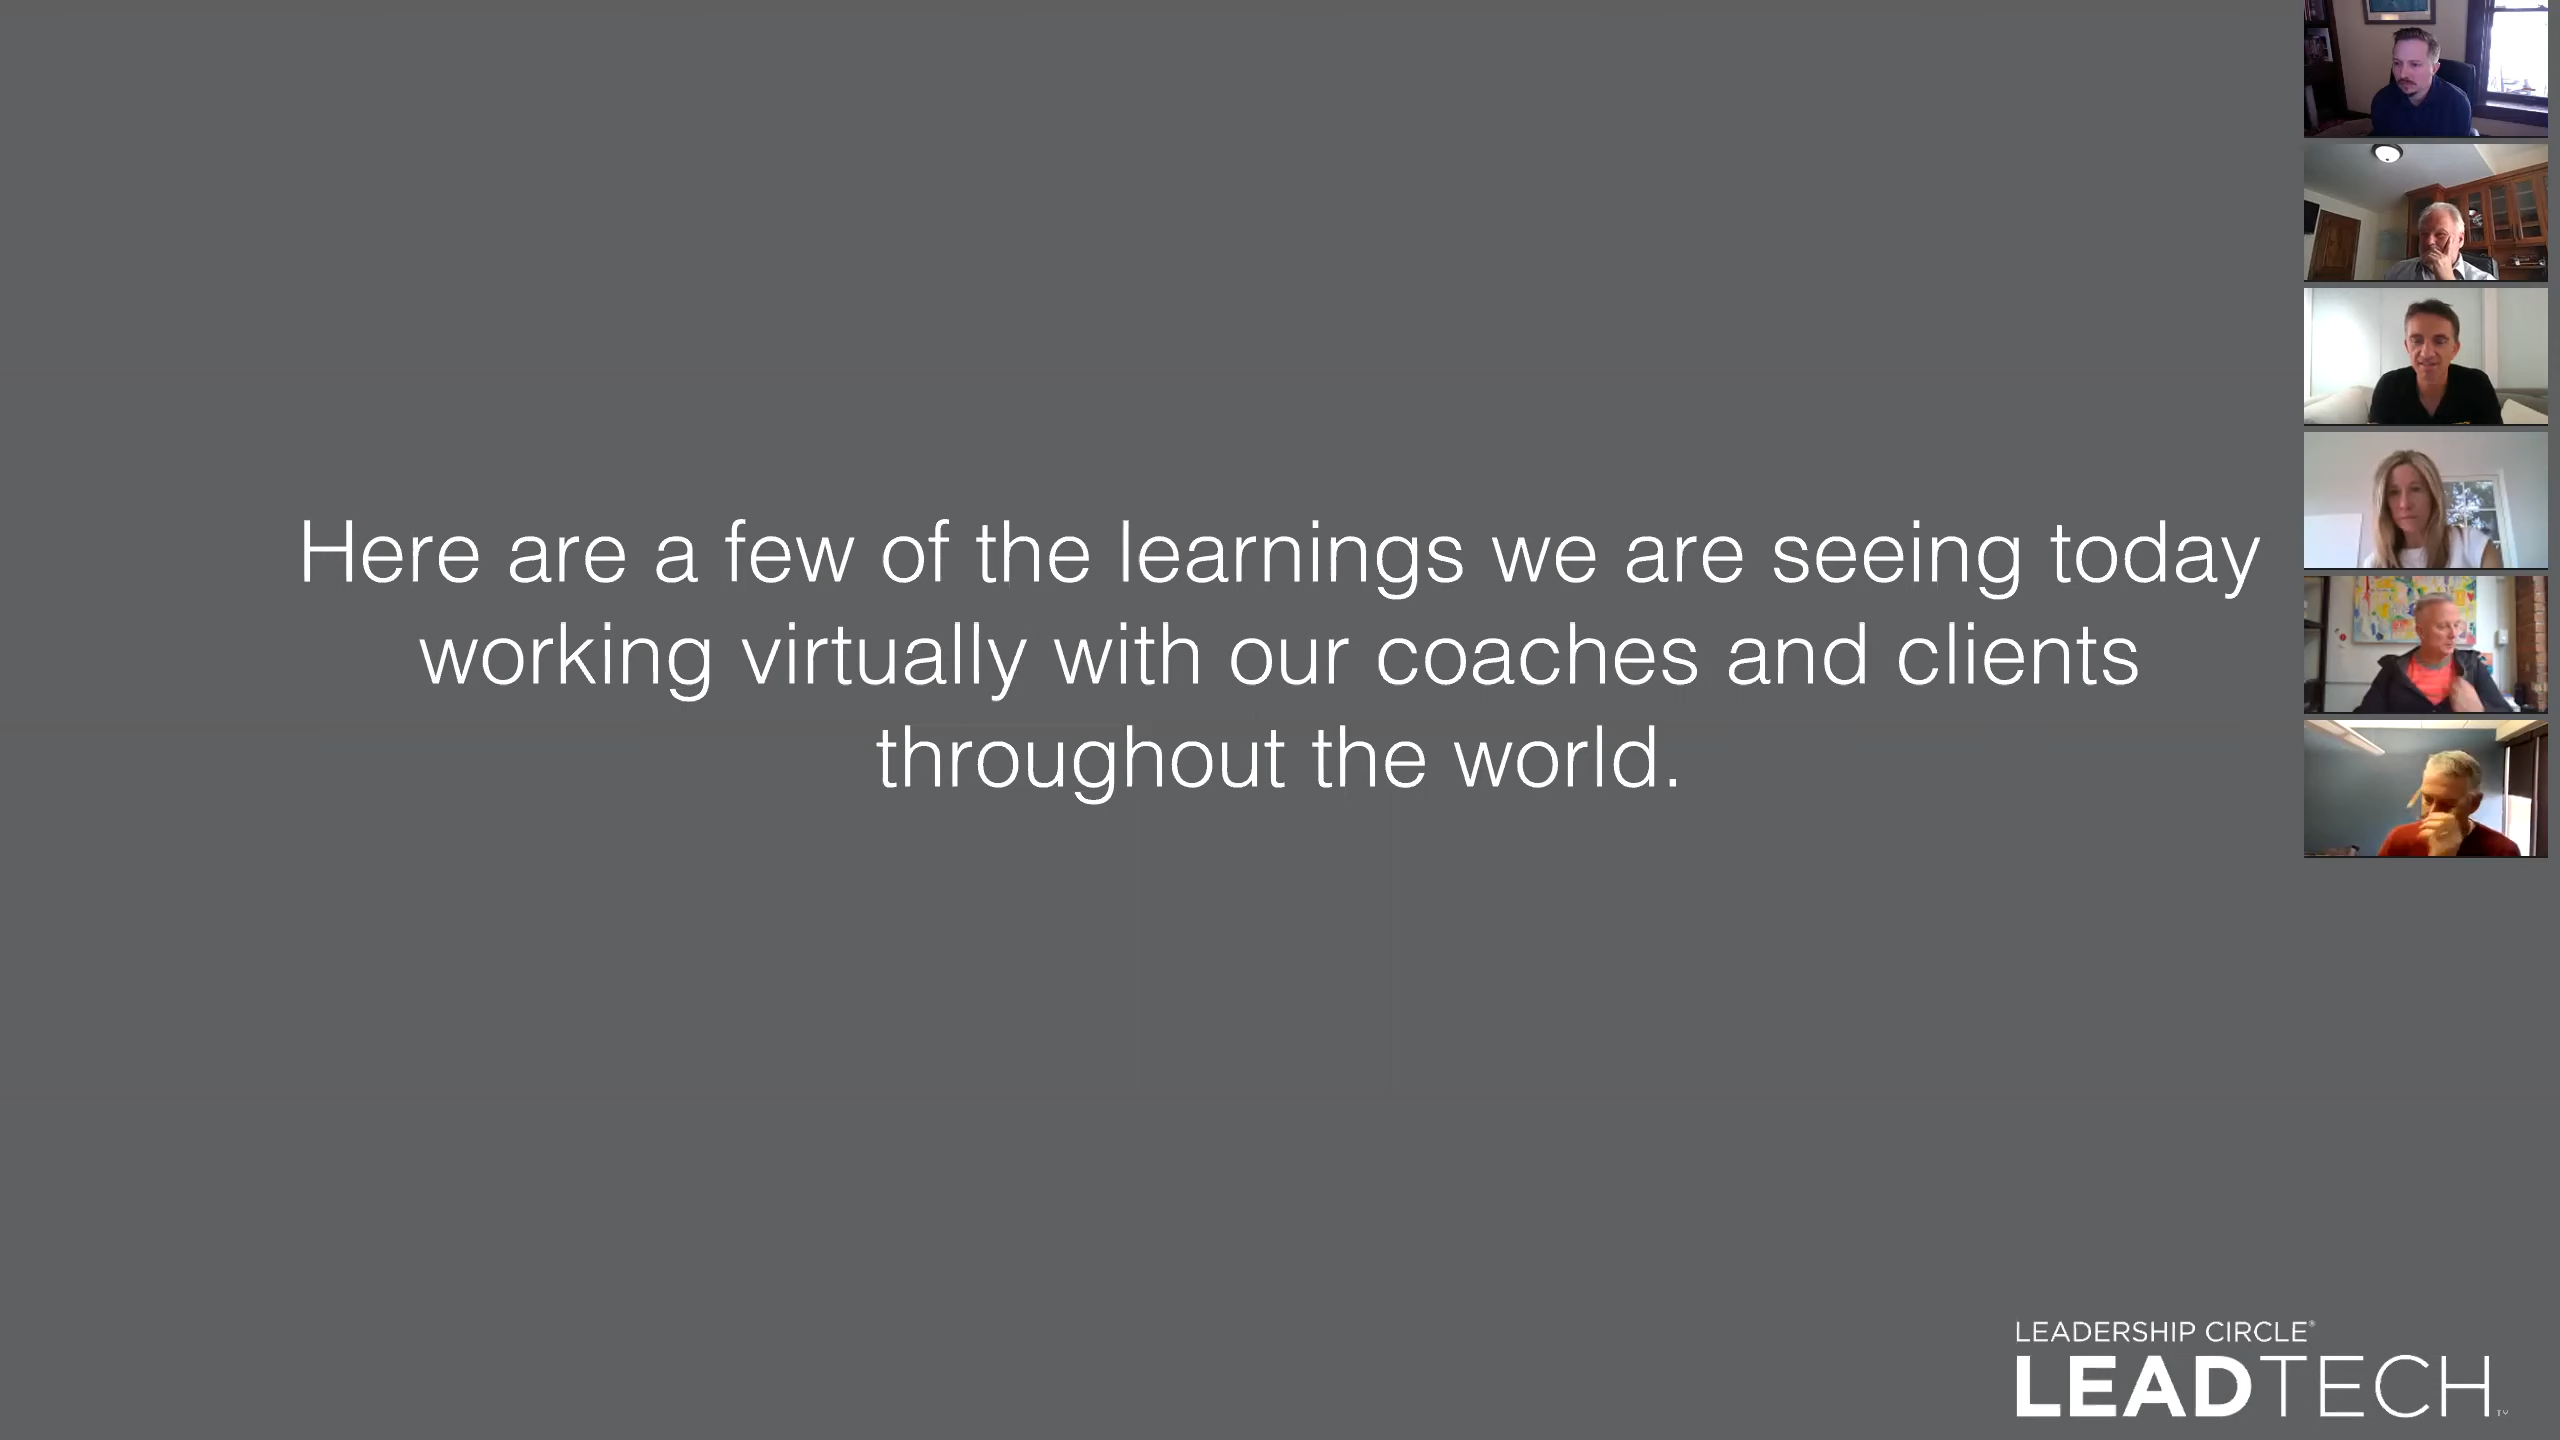 Here are a few of the learnings we are seeing today
working virtually with our coaches and clients
throughout the world.
LEADERSHIP CIRCLE®
LEADTECH™